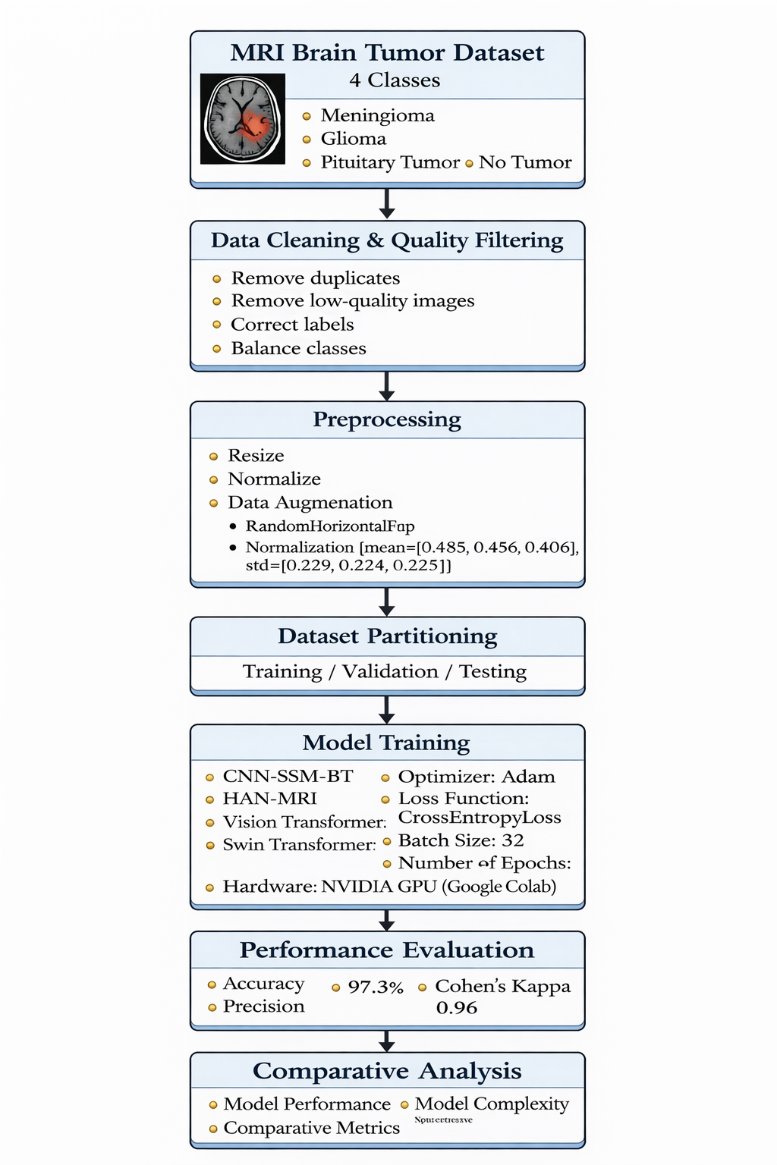 MRI Brain Tumor Dataset
4 Classes
Meningioma
Glioma
Pituitary Tumor • No Tumor
Data Cleaning & Quality Filtering
Remove duplicates
Remove low-quality images
Correct labels
Balance classes
Preprocessing
Resize
Normalize
Data Augmenation
• RandomHorizontalFup
• Normalization [mean=[0.485, 0.456, 0.406],
std=[0.229, 0.224, 0.225]]
Dataset Partitioning
Training / Validation / Testing
Model Training
CNN-SSM-BT
HAN-MRI
Vision Transformer:
Swin Transformer:
Optimizer: Adam
Loss Function:
CrossEntropyLoss
Batch Size: 32
Number of Epochs:
Hardware: NVIDIA GPU (Google Colab)
Performance Evaluation
Accuracy
Precision
97.3%
Cohen's Kappa
0.96
Comparative Analysis
Model Performance
Comparative Metrics
Model Complexity